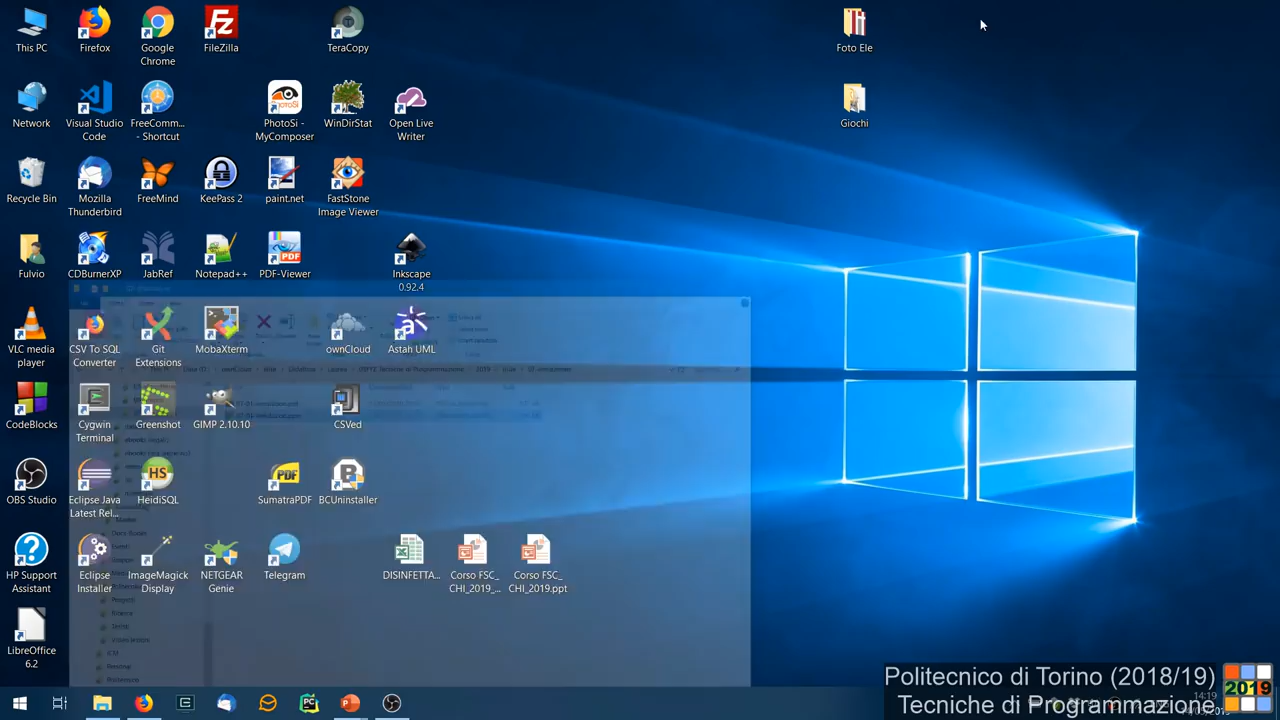 This PC
Firefox
Google
Chrome
FileZilla
TeraCopy
Foto Ele
Network
Visual Studio
Code
FreeComm...
- Shortcut
PhotoSi -
MyComposer
WinDirStat
Open Live
Writer
Giochi
Recycle Bin
Mozilla
Thunderbird
FreeMind
KeePass 2
paint.net
FastStone
Image Viewer
Fulvio
CDBurnerXP
JabRef
Notepad++
PDF-Viewer
Inkscape
0.92.4
VLC media
player
CSV To SQL
Converter
Git
Extensions
MobaXterm
ownCloud
Astah UML
CodeBlocks
Cygwin
Terminal
Greenshot
GIMP 2.10.10
CSVed
OBS Studio
Eclipse Java
Latest Rel...
HeidiSQL
SumatraPDF
BCUninstaller
HP Support
Assistant
Eclipse
Installer
ImageMagick
Display
NETGEAR
Genie
Telegram
DISINFETTA...
Corso FSC_
CHI_2019_...
Corso FSC_
CHI_2019.ppt
LibreOffice
6.2
Politecnico di Torino (2018/19)
Tecniche di Programmazione
2019
14:19